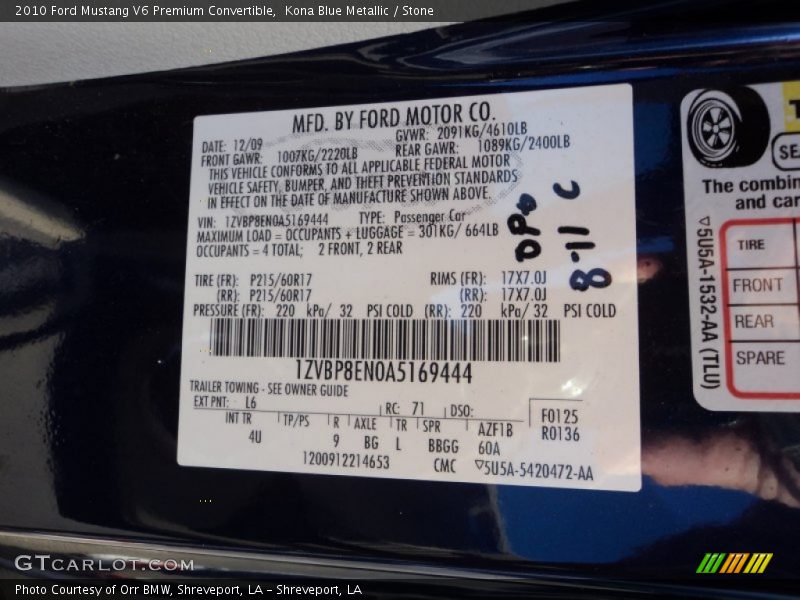 2010 Ford Mustang V6 Premium Convertible, Kona Blue Metallic / Stone
MFD. BY FORD MOTOR CO.
DATE: 12/09 GVWR: 2091KG/4610LB
FRONT GAWR: 1007KG/2220LB REAR GAWR: 1089KG/2400LB
THIS VEHICLE CONFORMS TO ALL APPLICABLE FEDERAL MOTOR
VEHICLE SAFETY, BUMPER, AND THEFT PREVENTION STANDARDS
IN EFFECT ON THE DATE OF MANUFACTURE SHOWN ABOVE.
VIN: 1ZVBP8EN0A5169444 TYPE: Passenger Car
MAXIMUM LOAD = OCCUPANTS + LUGGAGE = 301KG/ 664LB
OCCUPANTS = 4 TOTAL; 2 FRONT, 2 REAR
TIRE (FR): P215/60R17 RIMS (FR): 17X7.0J
(RR): P215/60R17 (RR): 17X7.0J
PRESSURE (FR): 220 kPa/ 32 PSI COLD (RR): 220 kPa/ 32 PSI COLD
1ZVBP8EN0A5169444
TRAILER TOWING - SEE OWNER GUIDE
EXT PNT: L6 RC: 71 DSO: F0125
INT TR TP/PS R AXLE TR SPR AZF1B R0136
4U 9 BG L BBGG 60A
1200912214653 CMC ▽5U5A-5420472-AA
8-11 C
The combin
and car
TIRE
FRONT
REAR
SPARE
▽5U5A-1532-AA (TLU)
GTCARLOT.COM
Photo Courtesy of Orr BMW, Shreveport, LA - Shreveport, LA